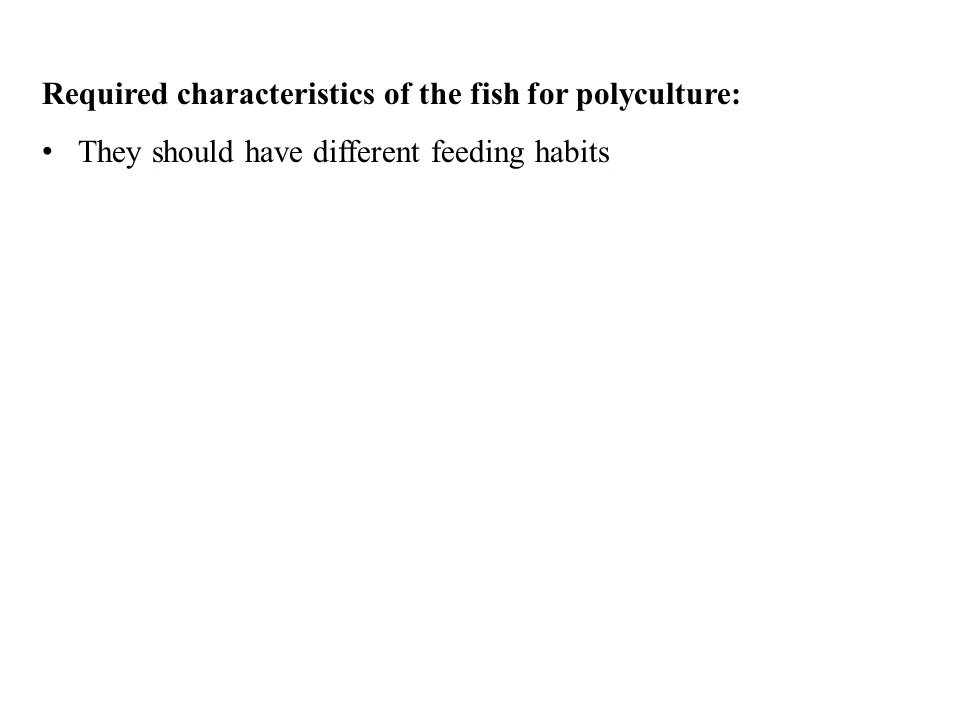 Required characteristics of the fish for polyculture:
• They should have different feeding habits